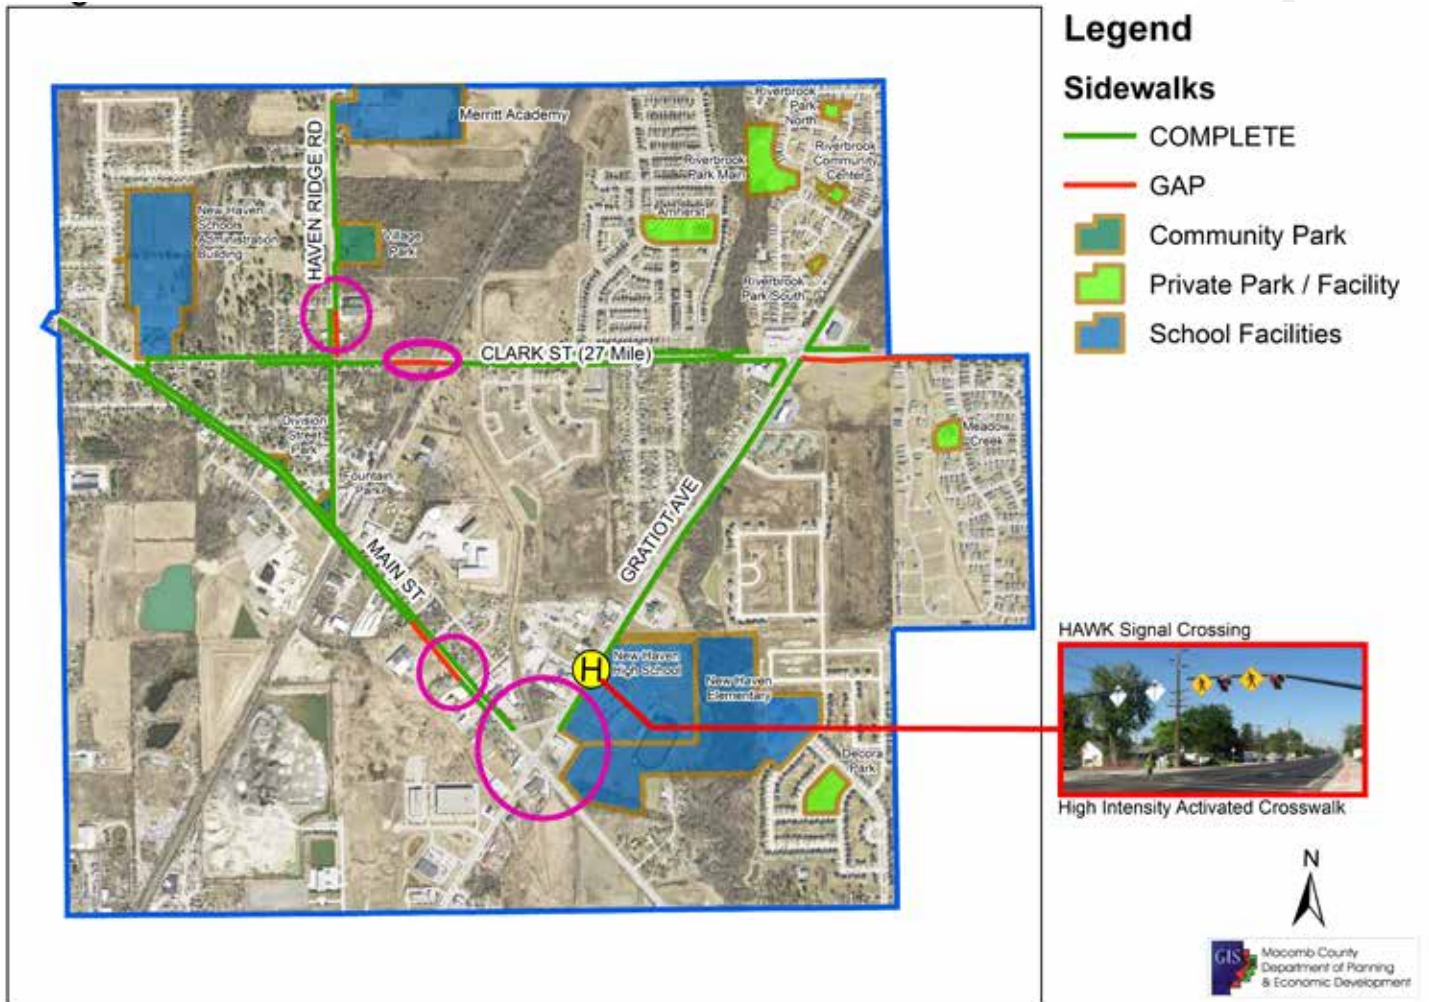 Legend
Sidewalks
COMPLETE
GAP
Community Park
Private Park / Facility
School Facilities
Merritt Academy
HAVEN RIDGE RD
New Haven
Schools
Administration
Building
Village
Park
Riverbrook
Park
North
Riverbrook
Park Main
Riverbrook
Community
Center
Amherst
Riverbrook
Park South
CLARK ST (27 Mile)
Division
Street
Fountain
Park
Meadow
Creek
MAIN ST
GRATIOT AVE
H
New Haven
High School
New Haven
Elementary
Decora
Park
HAWK Signal Crossing
High Intensity Activated Crosswalk
N
GIS
Macomb County
Department of Planning
& Economic Development